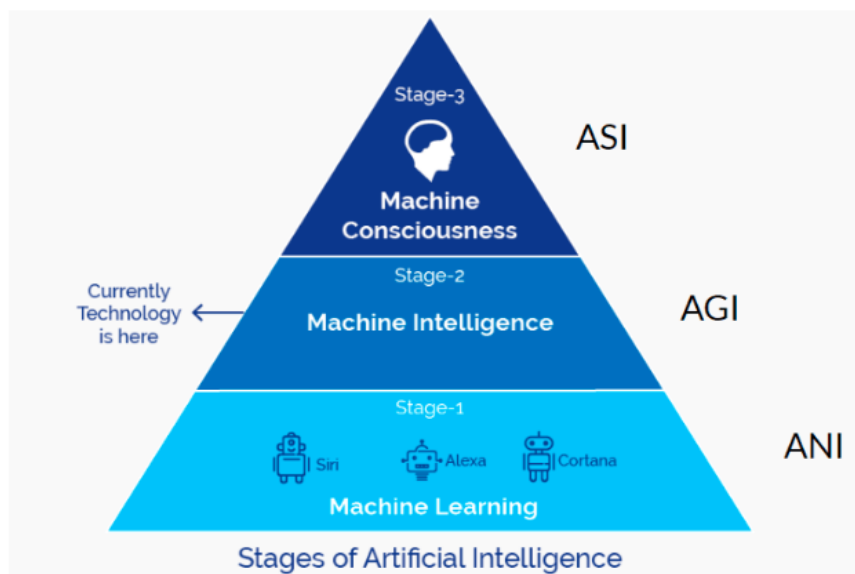 Stage-3
ASI
Machine
Consciousness
Stage-2
Currently
Technology
is here
Machine Intelligence
AGI
Stage-1
Siri
Alexa
Cortana
ANI
Machine Learning
Stages of Artificial Intelligence